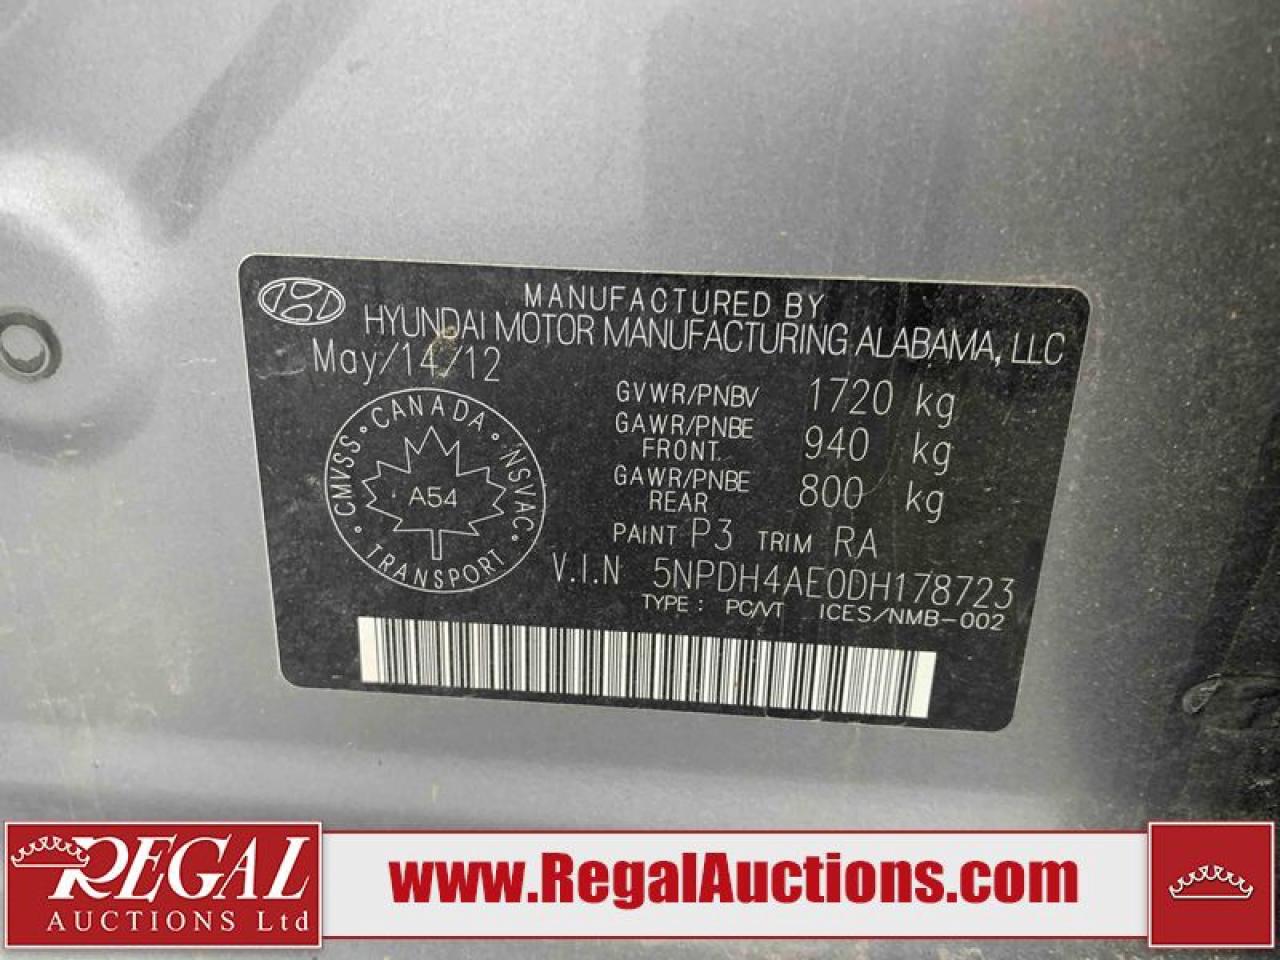 MANUFACTURED BY
HYUNDAI MOTOR MANUFACTURING ALABAMA, LLC
May/14/12
GVWR/PNBV 1720 kg
GAWR/PNBE FRONT. 940 kg
GAWR/PNBE REAR 800 kg
PAINT P3 TRIM RA
V.I.N 5NPDH4AE0DH178723
TYPE : PC/VT ICES/NMB-002
CANADA
CMVSS
NSVAC
A54
TRANSPORT
REGAL
AUCTIONS Ltd
www.RegalAuctions.com